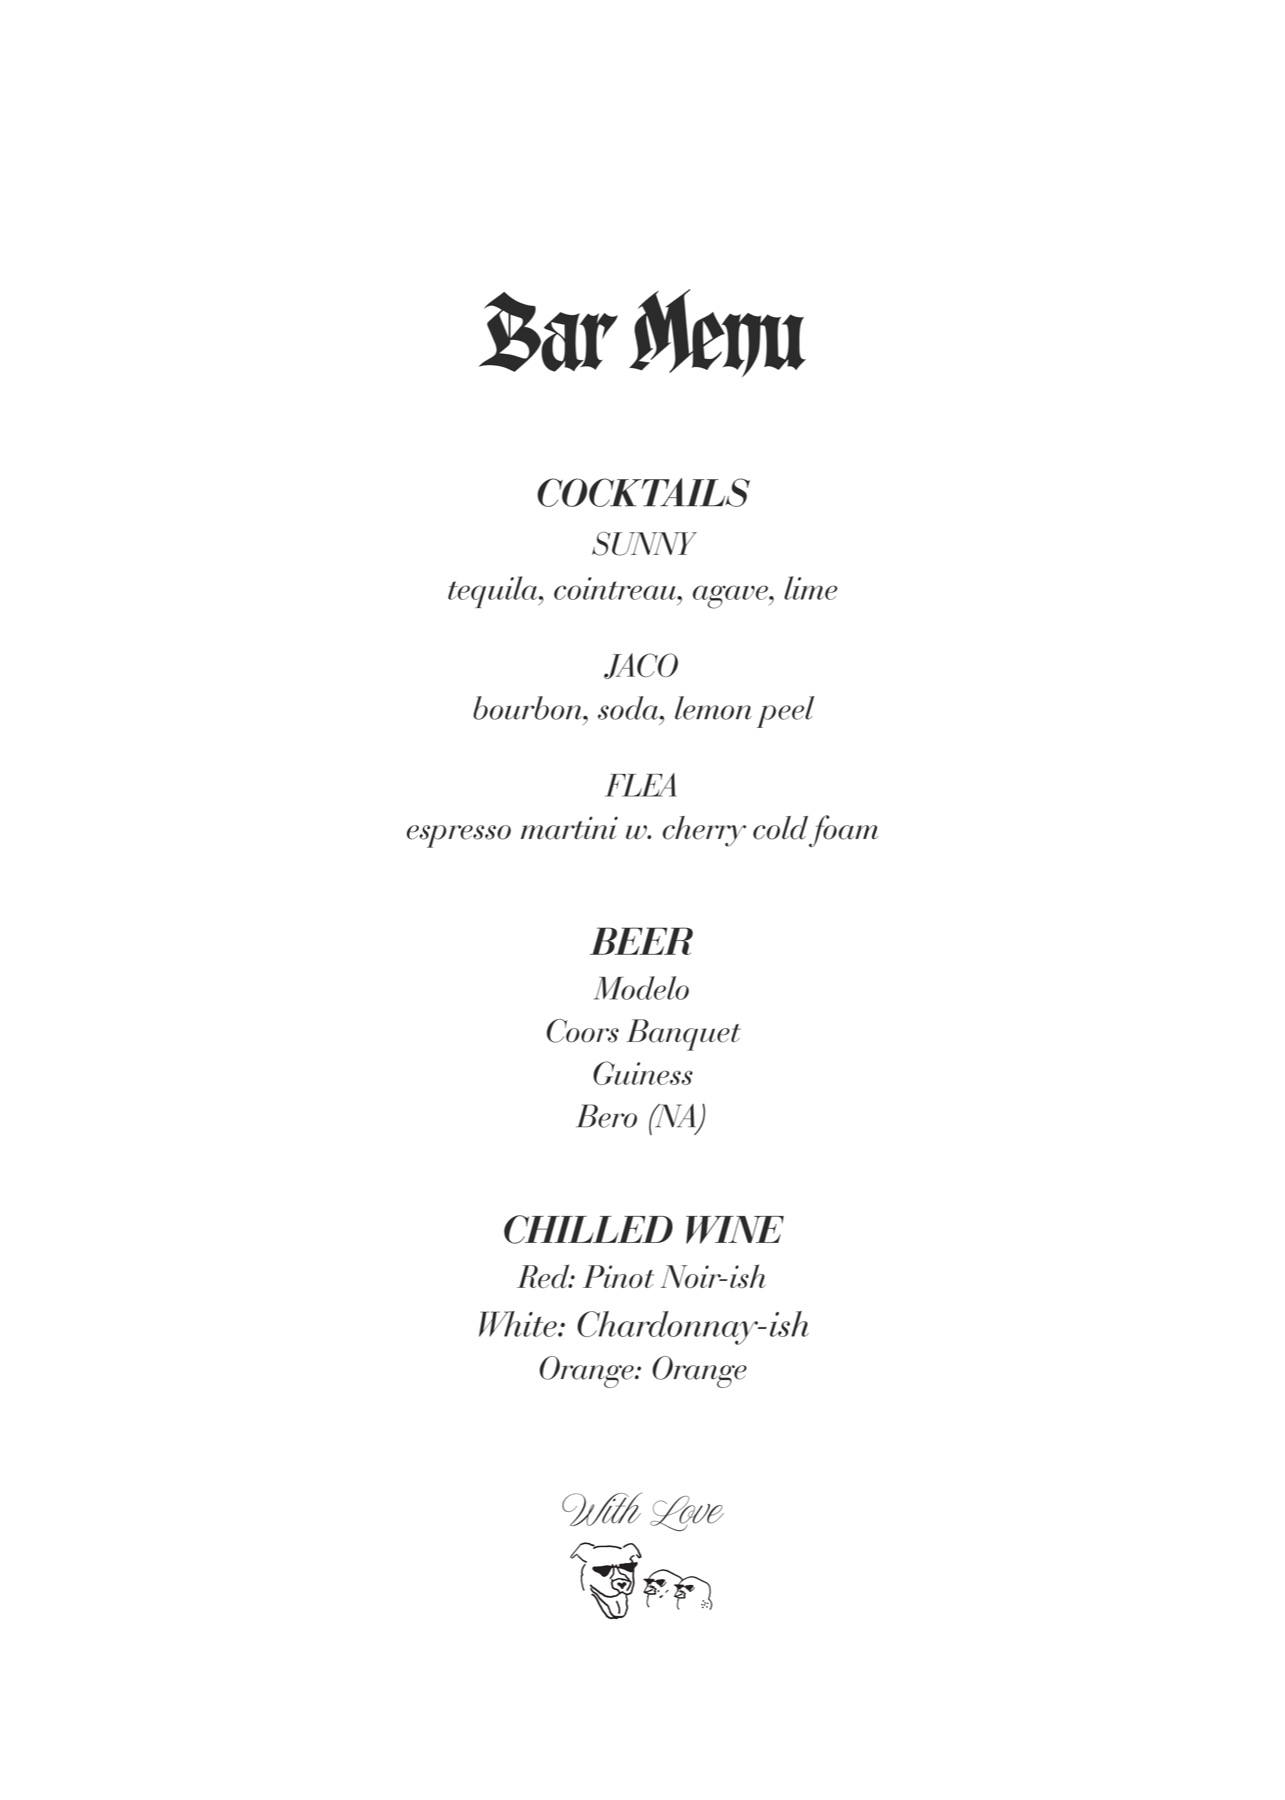 Bar Menu
COCKTAILS
SUNNY
tequila, cointreau, agave, lime
JACO
bourbon, soda, lemon peel
FLEA
espresso martini w. cherry cold foam
BEER
Modelo
Coors Banquet
Guiness
Bero (NA)
CHILLED WINE
Red: Pinot Noir-ish
White: Chardonnay-ish
Orange: Orange
With Love